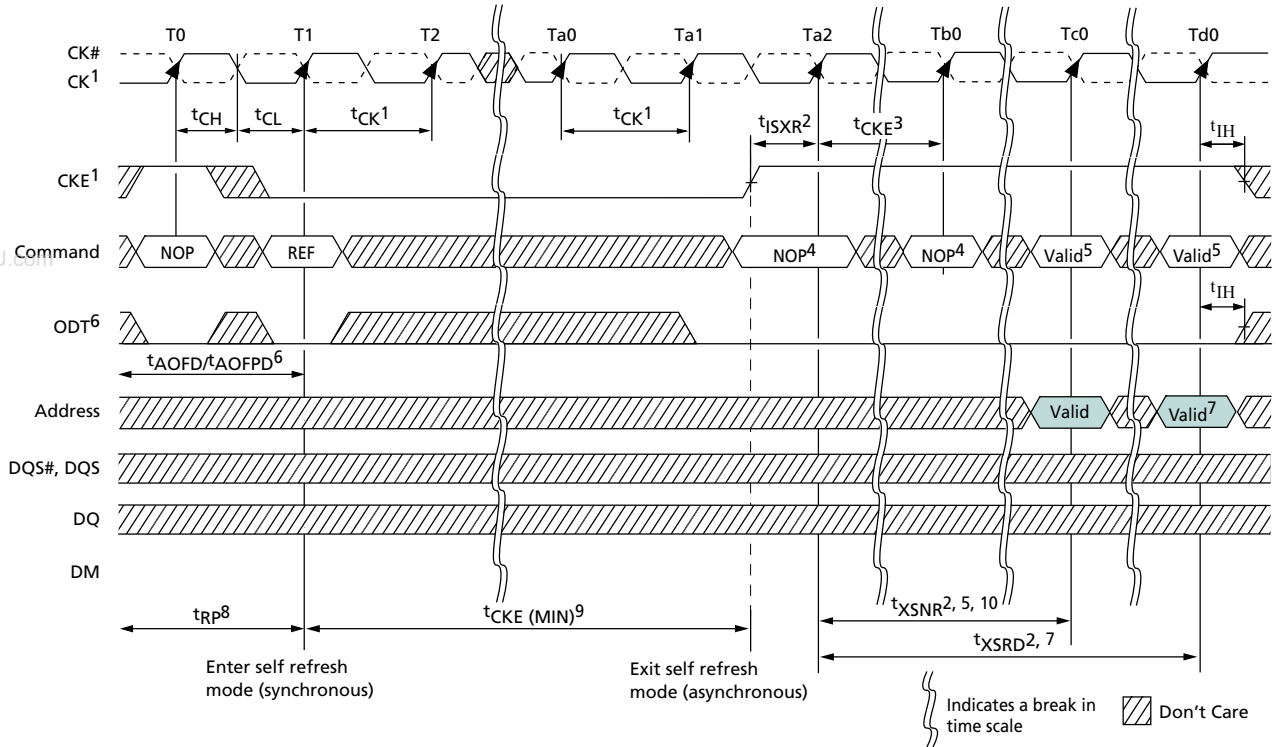 T0 T1 T2 Ta0 Ta1 Ta2 Tb0 Tc0 Td0
CK#
CK1
tCH tCL tCK1 tCK1 tISXR2 tCKE3 tIH
CKE1
Command NOP REF NOP4 NOP4 Valid5 Valid5
U.com
tIH
ODT6
tAOFD/tAOFPD6
Address Valid Valid7
DQS#, DQS
DQ
DM
tRP8 tCKE (MIN)9 tXSNR2, 5, 10
tXSRD2, 7
Enter self refresh
mode (synchronous)
Exit self refresh
mode (asynchronous)
Indicates a break in
time scale
Don't Care